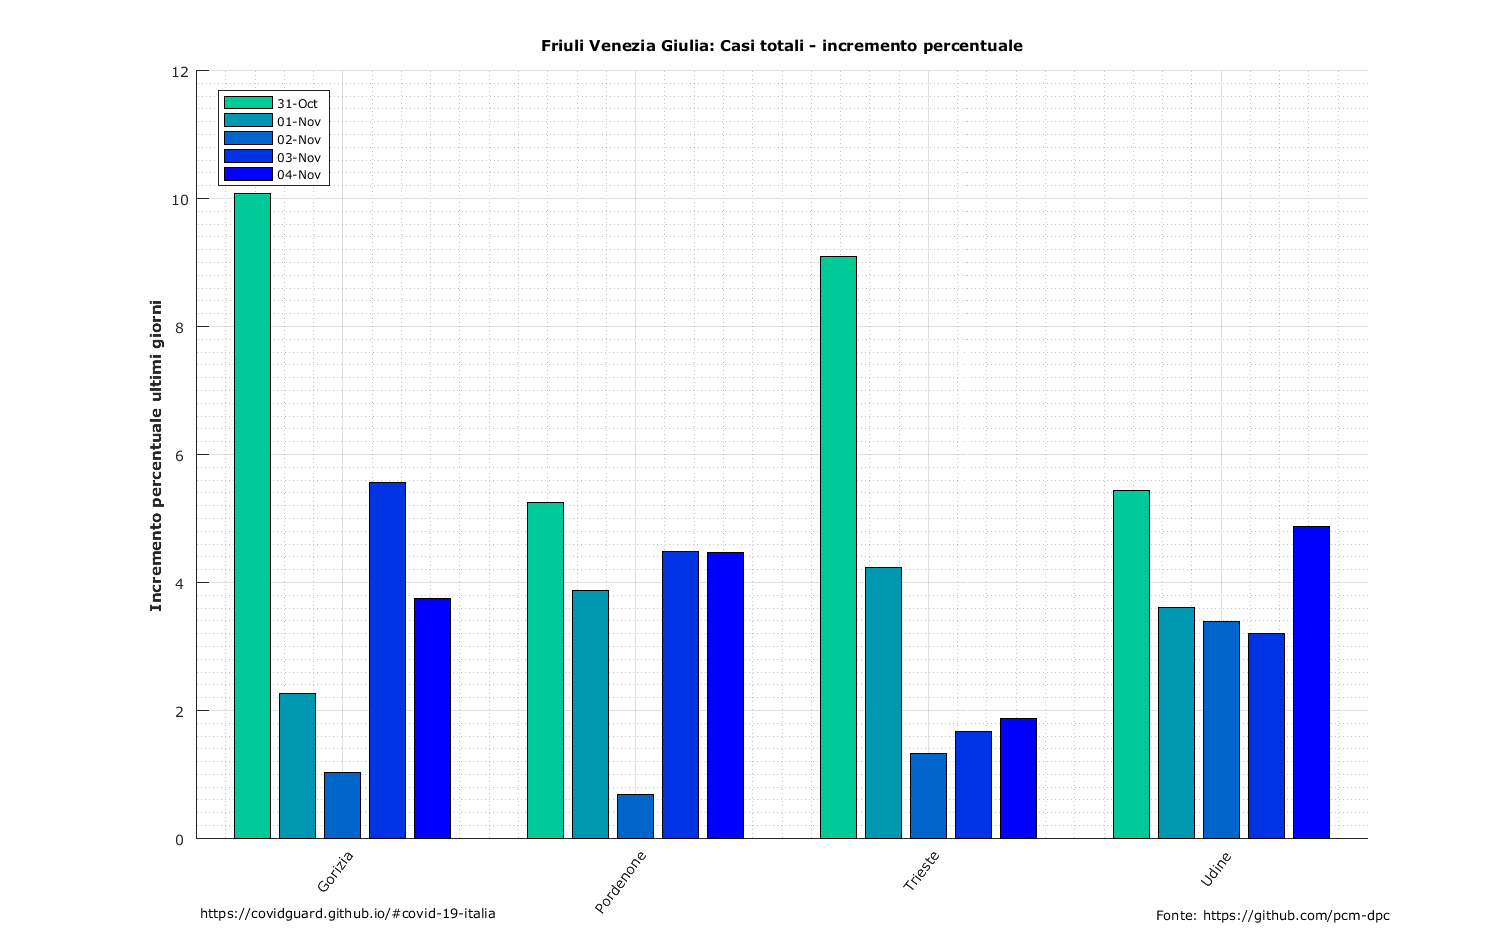 Friuli Venezia Giulia: Casi totali - incremento percentuale
12
10
8
6
4
2
0
Incremento percentuale ultimi giorni
31-Oct
01-Nov
02-Nov
03-Nov
04-Nov
Gorizia
Pordenone
Trieste
Udine
https://covidguard.github.io/#covid-19-italia
Fonte: https://github.com/pcm-dpc